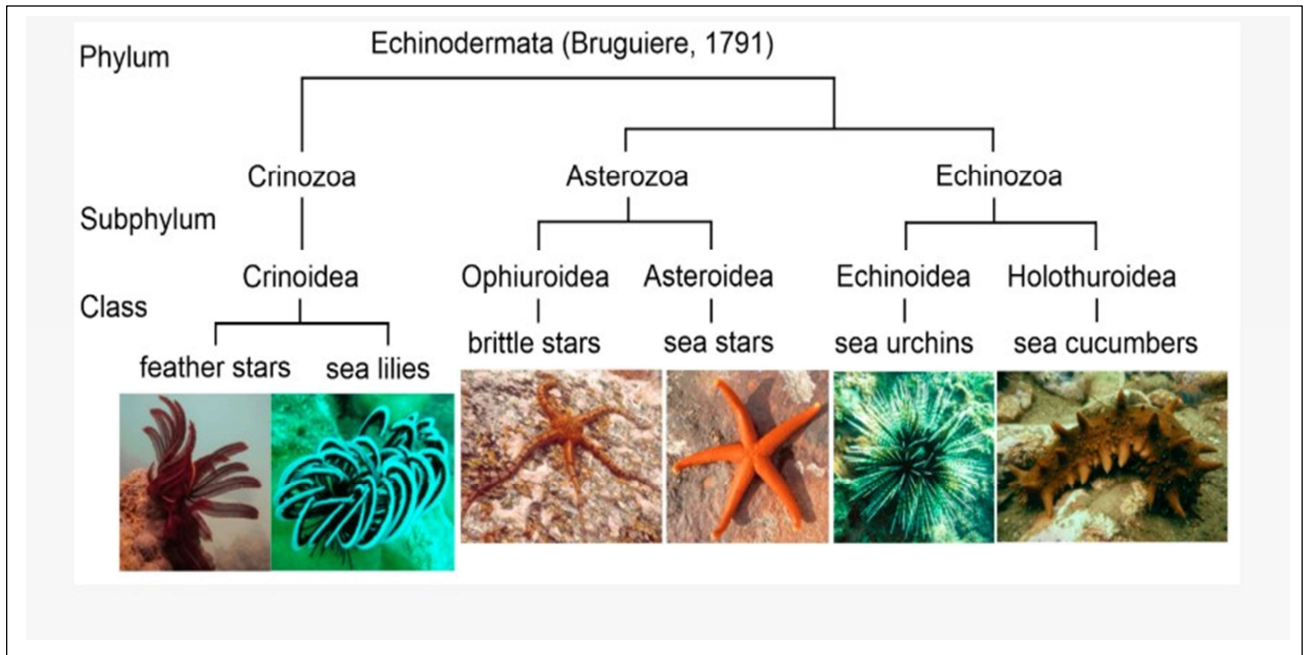 Phylum
Echinodermata (Bruguiere, 1791)
Crinozoa
Asterozoa
Echinozoa
Subphylum
Crinoidea
Ophiuroidea
Asteroidea
Echinoidea
Holothuroidea
Class
feather stars
sea lilies
brittle stars
sea stars
sea urchins
sea cucumbers